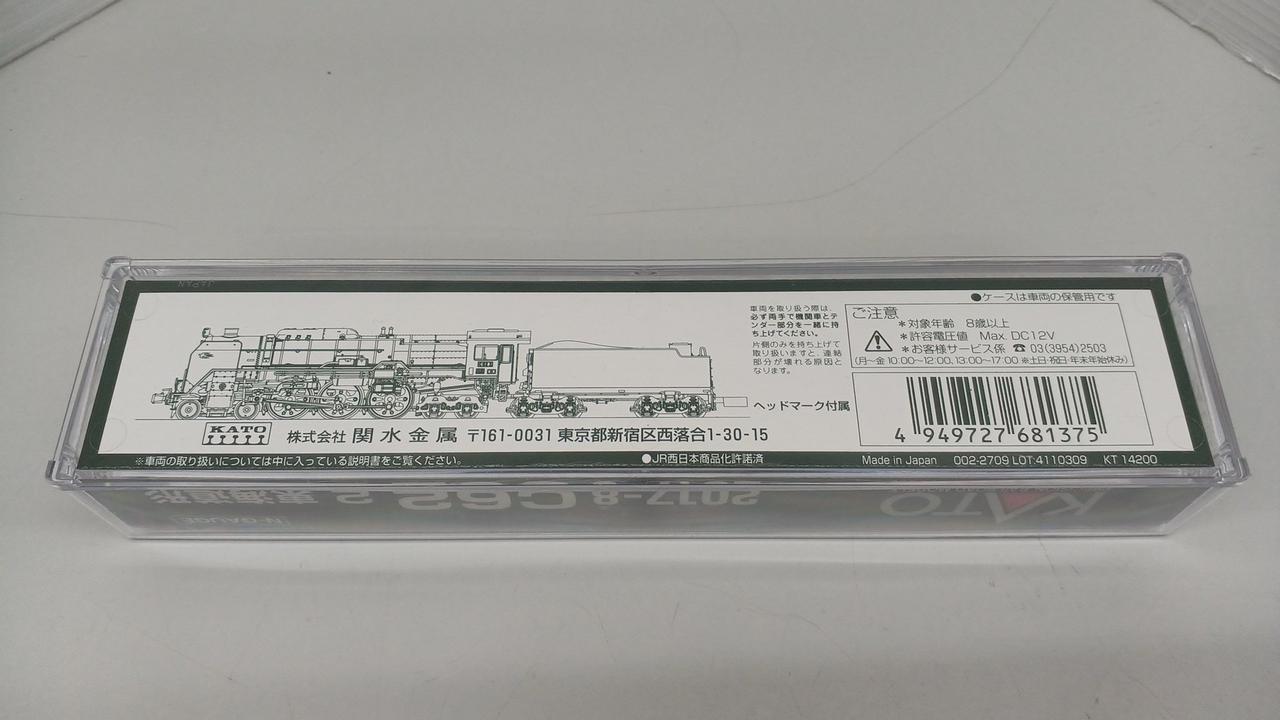 JAPAN
●ケースは車両の保管用です
車両を取り扱う際は、
必ず両手で機関車とテ
ンダー部分を一緒に持
ち上げてください。
片側のみを持ち上げて
取り扱いますと、連結
部分が壊れる原因と
なります。
ヘッドマーク付属
ご注意
＊対象年齢 8歳以上
＊許容電圧値 Max. DC12V
＊お客様サービス係 ☎ 03(3954)2503
(月〜金 10:00〜12:00、13:00〜17:00 ※土日・祝日・年末年始休み)
4 949727 681375
KATO
株式会社 関水金属 〒161-0031 東京都新宿区西落合1-30-15
※車両の取り扱いについては中に入っている説明書をご覧ください。
●JR西日本商品化許諾済
Made in Japan 002-2709 LOT:4110309 KT 14200
KATO
2017-8 C62 2 東海道形
N-GAUGE